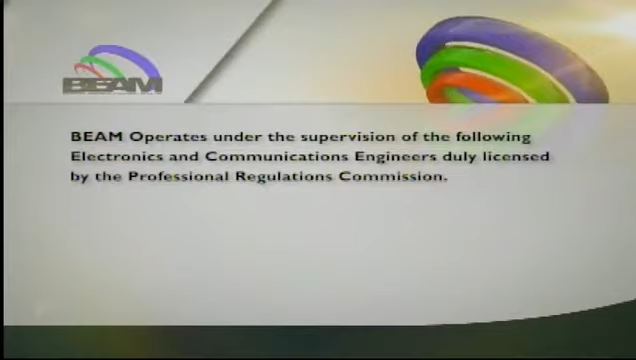 BEAM
BEAM Operates under the supervision of the following
Electronics and Communications Engineers duly licensed
by the Professional Regulations Commission.